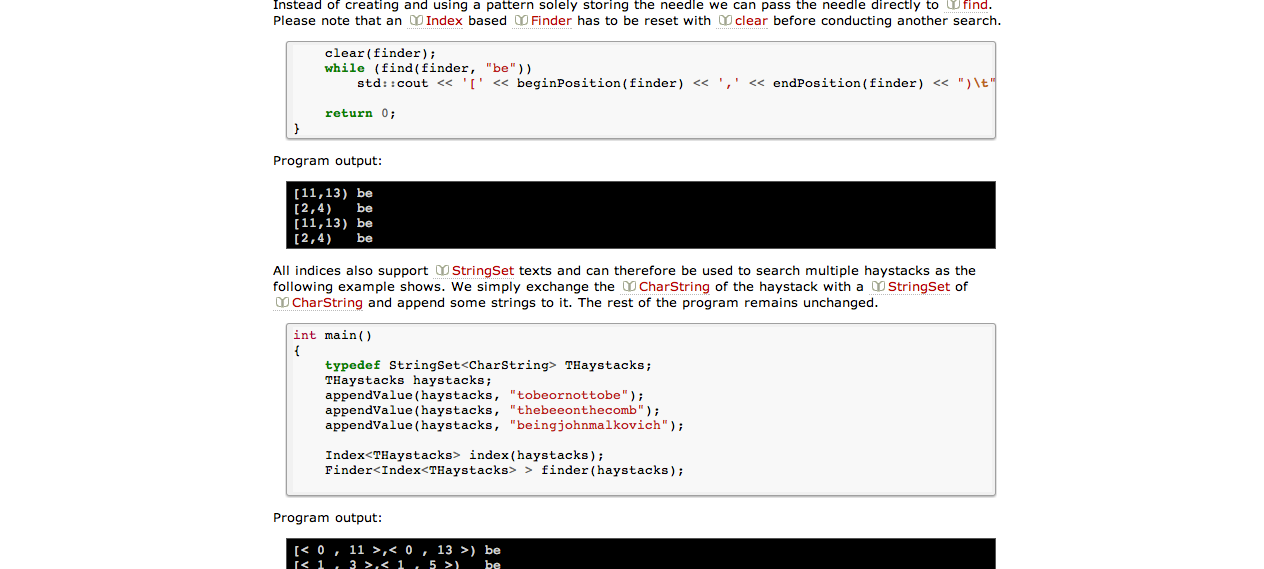 Instead of creating and using a pattern solely storing the needle we can pass the needle directly to find.
Please note that an Index based Finder has to be reset with clear before conducting another search.
clear(finder);
while (find(finder, "be"))
std::cout << '[' << beginPosition(finder) << ',' << endPosition(finder) << ")\t"
return 0;
}
Program output:
[11,13) be
[2,4) be
[11,13) be
[2,4) be
All indices also support StringSet texts and can therefore be used to search multiple haystacks as the
following example shows. We simply exchange the CharString of the haystack with a StringSet of
CharString and append some strings to it. The rest of the program remains unchanged.
int main()
{
typedef StringSet<CharString> THaystacks;
THaystacks haystacks;
appendValue(haystacks, "tobeornottobe");
appendValue(haystacks, "thebeeonthecomb");
appendValue(haystacks, "beingjohnmalkovich");
Index<THaystacks> index(haystacks);
Finder<Index<THaystacks> > finder(haystacks);
Program output:
[< 0 , 11 >,< 0 , 13 >) be
[< 1 , 3 >,< 1 , 5 >) be